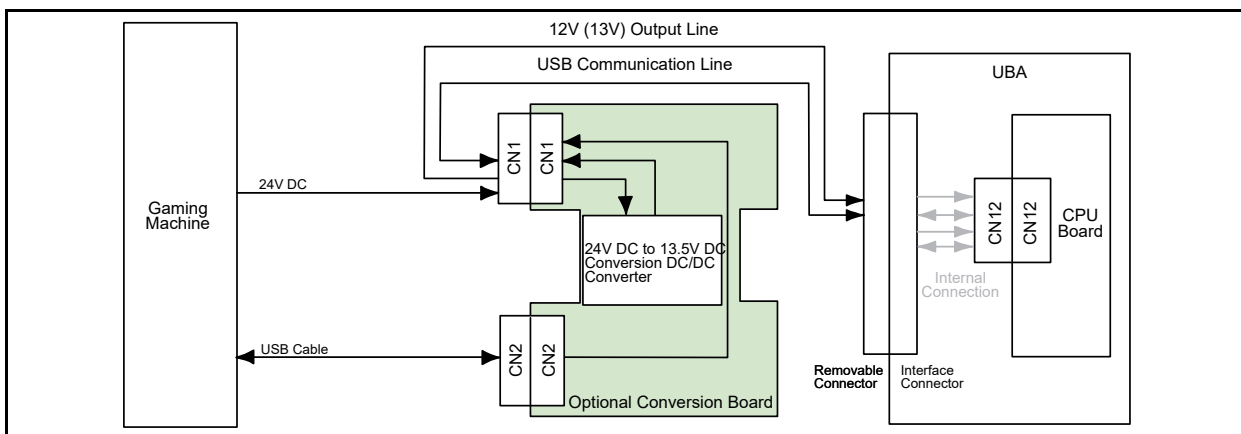 12V (13V) Output Line
USB Communication Line
UBA
CN1
CN1
24V DC
Gaming
Machine
CN12
CN12
CPU
Board
24V DC to 13.5V DC
Conversion DC/DC
Converter
Internal
Connection
USB Cable
CN2
CN2
Removable
Connector
Interface
Connector
Optional Conversion Board